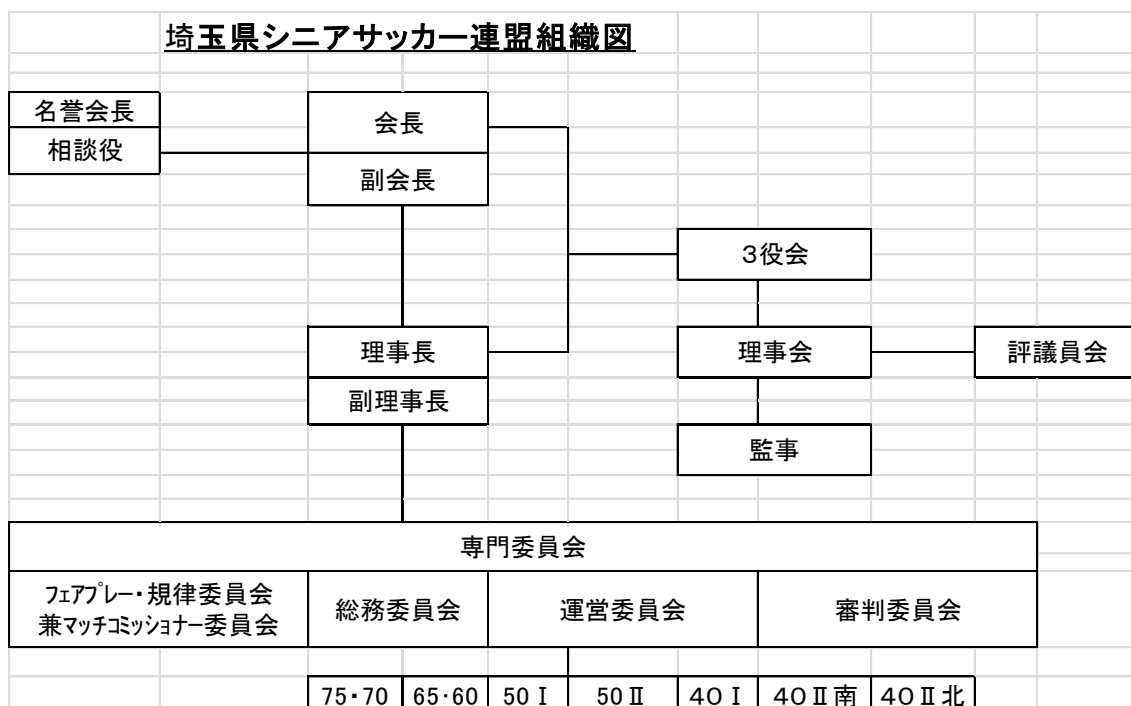 埼玉県シニアサッカー連盟組織図
名誉会長
相談役
会長
副会長
３役会
理事長
副理事長
理事会
評議員会
監事
専門委員会
ﾌｪｱﾌﾟﾚｰ・規律委員会
兼ﾏｯﾁｺﾐｯｼｮﾅｰ委員会
総務委員会
運営委員会
審判委員会
75・70
65・60
50Ⅰ
50Ⅱ
40Ⅰ
40Ⅱ南
40Ⅱ北